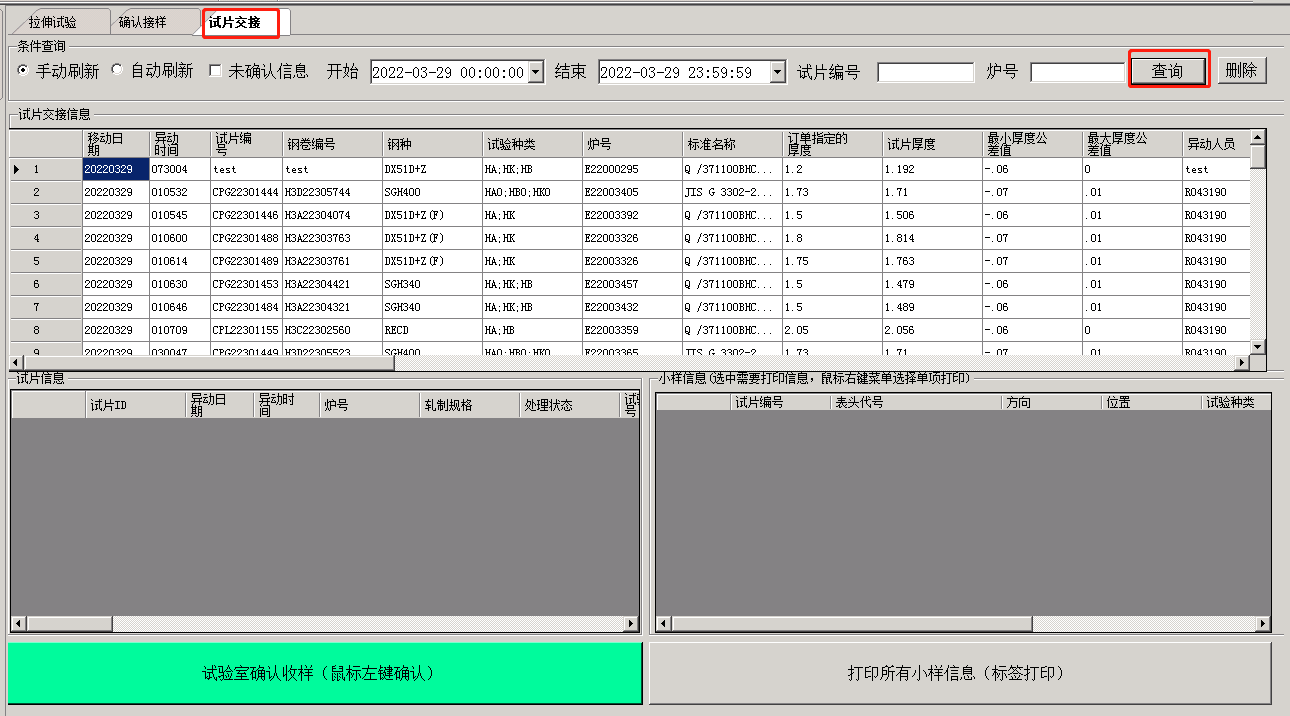 拉伸试验 确认接样 试片交接
条件查询
手动刷新 自动刷新 未确认信息 开始 2022-03-29 00:00:00 结束 2022-03-29 23:59:59 试片编号 炉号 查询 删除
试片交接信息
移动日期 异动时间 试片编号 钢卷编号 钢种 试验种类 炉号 标准名称 订单指定的厚度 试片厚度 最小厚度公差值 最大厚度公差值 异动人员
1 20220329 073004 test test DX51D+Z HA;HK;HB E22000295 Q /371100BHC... 1.2 1.192 -.06 0 test
2 20220329 010532 CPG22301444 H3D22305744 SGH400 HAO;HBO;HKO E22003405 JIS G 3302-2... 1.73 1.71 -.07 .01 R043190
3 20220329 010545 CPG22301446 H3A22304074 DX51D+Z(F) HA;HK E22003392 Q /371100BHC... 1.5 1.506 -.06 .01 R043190
4 20220329 010600 CPG22301488 H3A22303763 DX51D+Z(F) HA;HK E22003326 Q /371100BHC... 1.8 1.814 -.07 .01 R043190
5 20220329 010614 CPG22301489 H3A22303761 DX51D+Z(F) HA;HK E22003326 Q /371100BHC... 1.75 1.763 -.07 .01 R043190
6 20220329 010630 CPG22301453 H3A22304421 SGH340 HA;HK;HB E22003457 Q /371100BHC... 1.5 1.479 -.06 .01 R043190
7 20220329 010646 CPG22301484 H3A22304321 SGH340 HA;HK;HB E22003432 Q /371100BHC... 1.5 1.489 -.06 .01 R043190
8 20220329 010709 CPL22301155 H3C22302560 RECD HA;HB E22003359 Q /371100BHC... 2.05 2.056 -.06 0 R043190
9 20220329 030047 CPG22301449 H3D22305523 SGH400 HAO;HBO;HKO E22003365 JIS G 3302-2... 1.73 1.71 -.07 .01 R043190
试片信息
试片ID 异动日期 异动时间 炉号 轧制规格 处理状态
小样信息(选中需要打印信息，鼠标右键菜单选择单项打印)
试片编号 表头代号 方向 位置 试验种类
试验室确认收样（鼠标左键确认）
打印所有小样信息（标签打印）